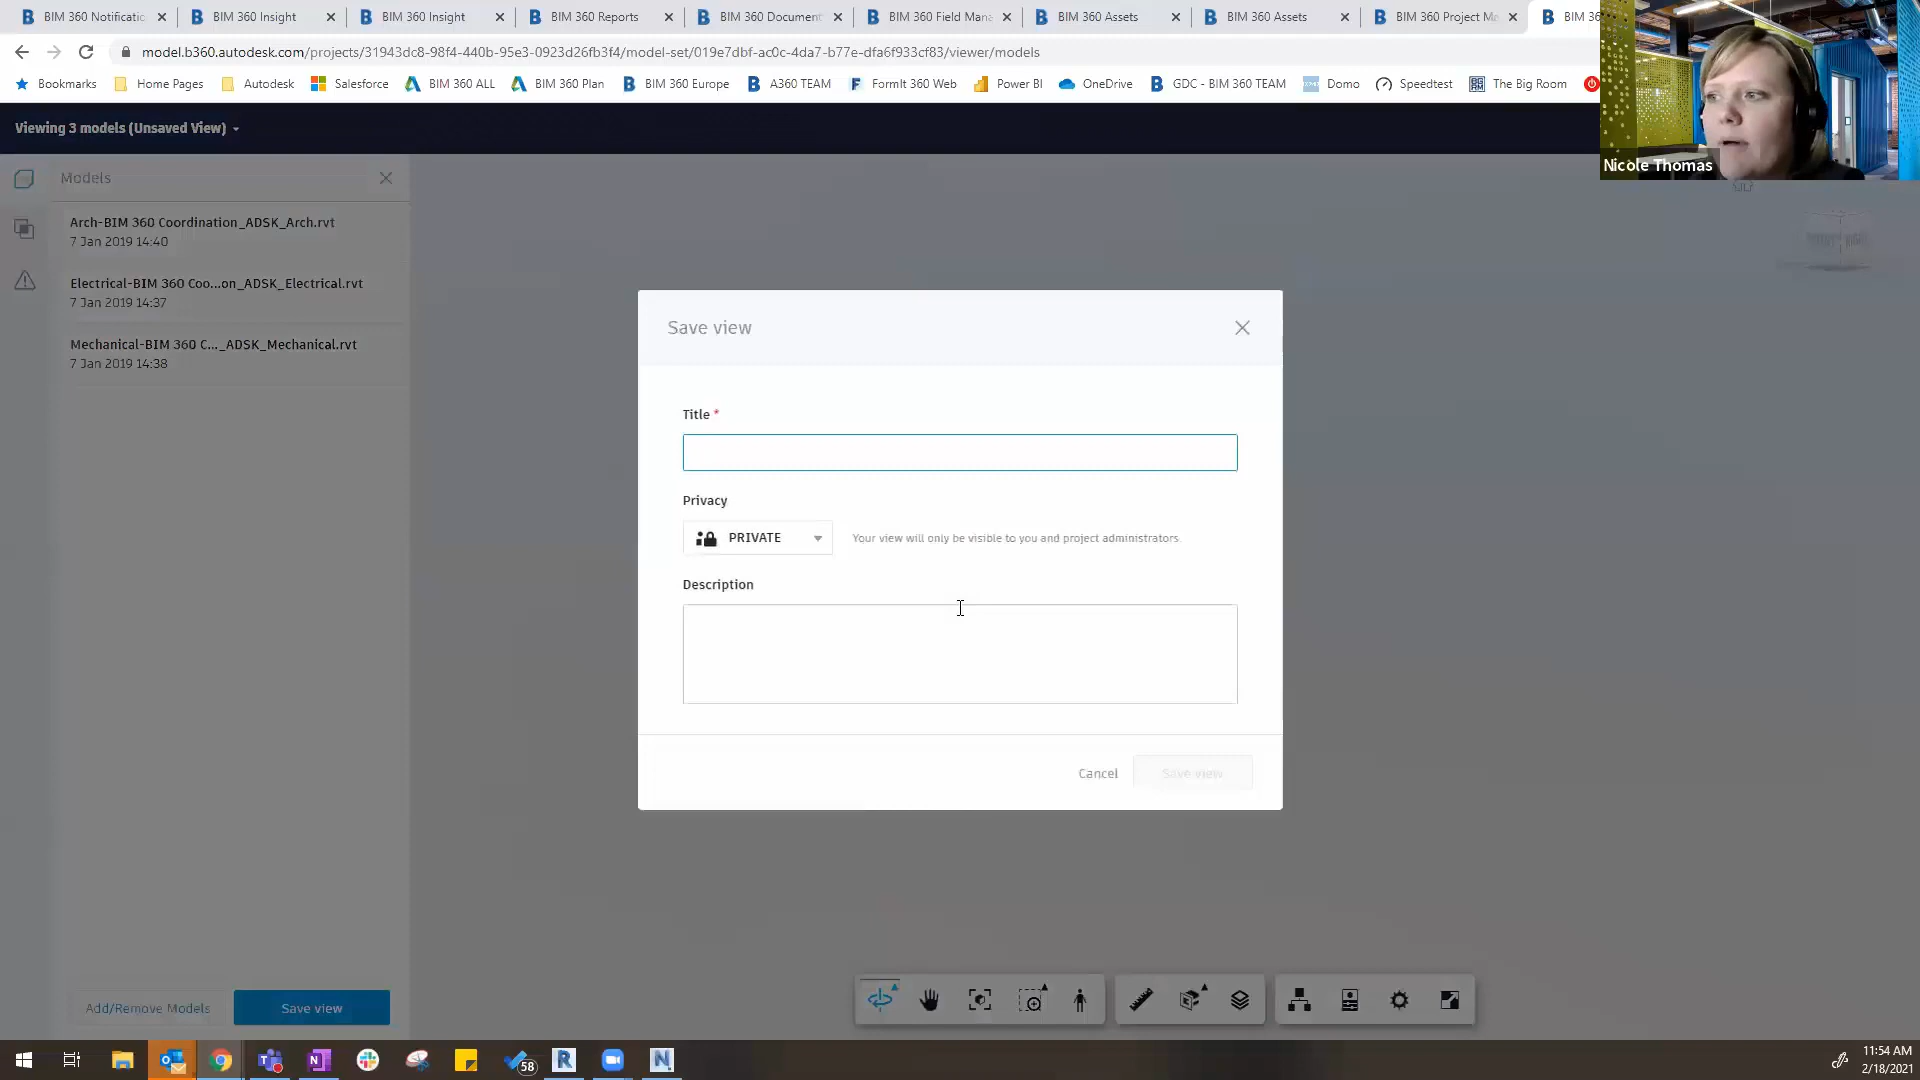 BIM 360 Notificatio
BIM 360 Insight
BIM 360 Insight
BIM 360 Reports
BIM 360 Document
BIM 360 Field Mana
BIM 360 Assets
BIM 360 Assets
BIM 360 Project Ma
BIM 36
model.b360.autodesk.com/projects/31943dc8-98f4-440b-95e3-0923d26fb3f4/model-set/019e7dbf-ac0c-4da7-b77e-dfa6f933cf83/viewer/models
Bookmarks
Home Pages
Autodesk
Salesforce
BIM 360 ALL
BIM 360 Plan
BIM 360 Europe
A360 TEAM
FormIt 360 Web
Power BI
OneDrive
GDC - BIM 360 TEAM
Domo
Speedtest
The Big Room
Nicole Thomas
Viewing 3 models (Unsaved View)
Models
Arch-BIM 360 Coordination_ADSK_Arch.rvt
7 Jan 2019 14:40
Electrical-BIM 360 Coo...on_ADSK_Electrical.rvt
7 Jan 2019 14:37
Mechanical-BIM 360 C..._ADSK_Mechanical.rvt
7 Jan 2019 14:38
Save view
Title *
Privacy
PRIVATE
Your view will only be visible to you and project administrators
Description
Cancel
Save view
Add/Remove Models
Save view
58
11:54 AM
2/18/2021